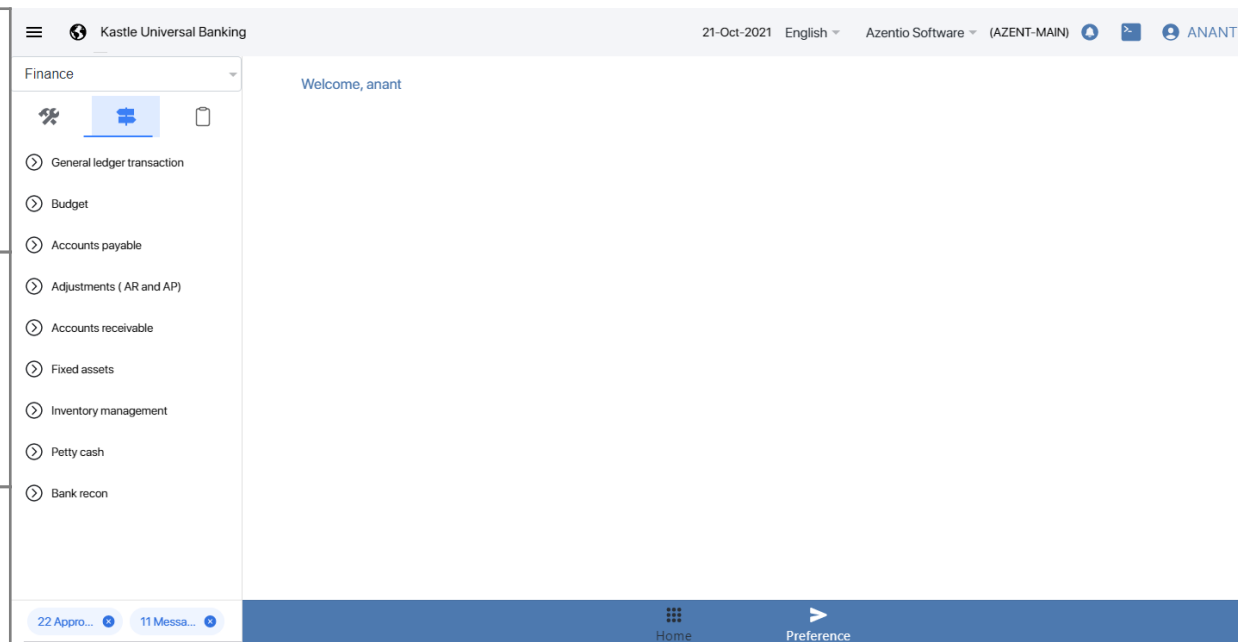 Kastle Universal Banking 21-Oct-2021 English Azentio Software (AZENT-MAIN) ANANT
Finance
Welcome, anant
General ledger transaction
Budget
Accounts payable
Adjustments ( AR and AP)
Accounts receivable
Fixed assets
Inventory management
Petty cash
Bank recon
22 Appro... 11 Messa...
Home Preference